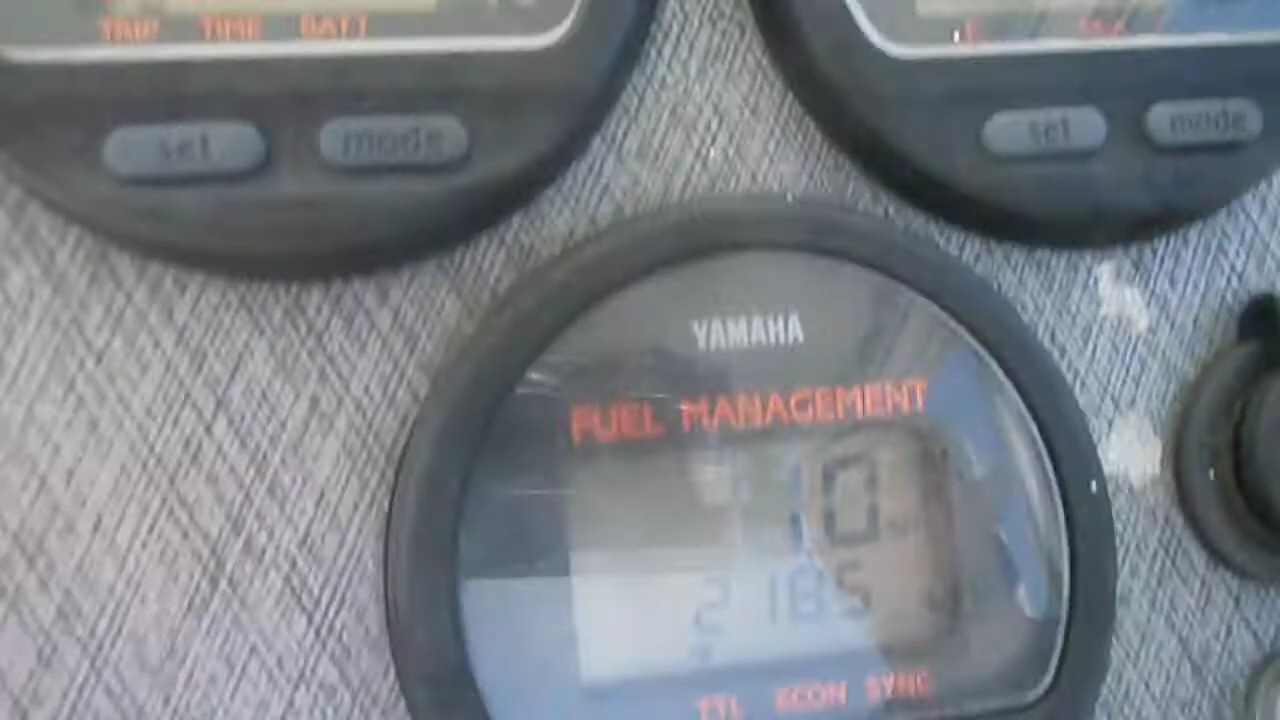 TRIP TIME BATT
set mode
set mode
YAMAHA
FUEL MANAGEMENT
10
2185
TTL ECON SYNC